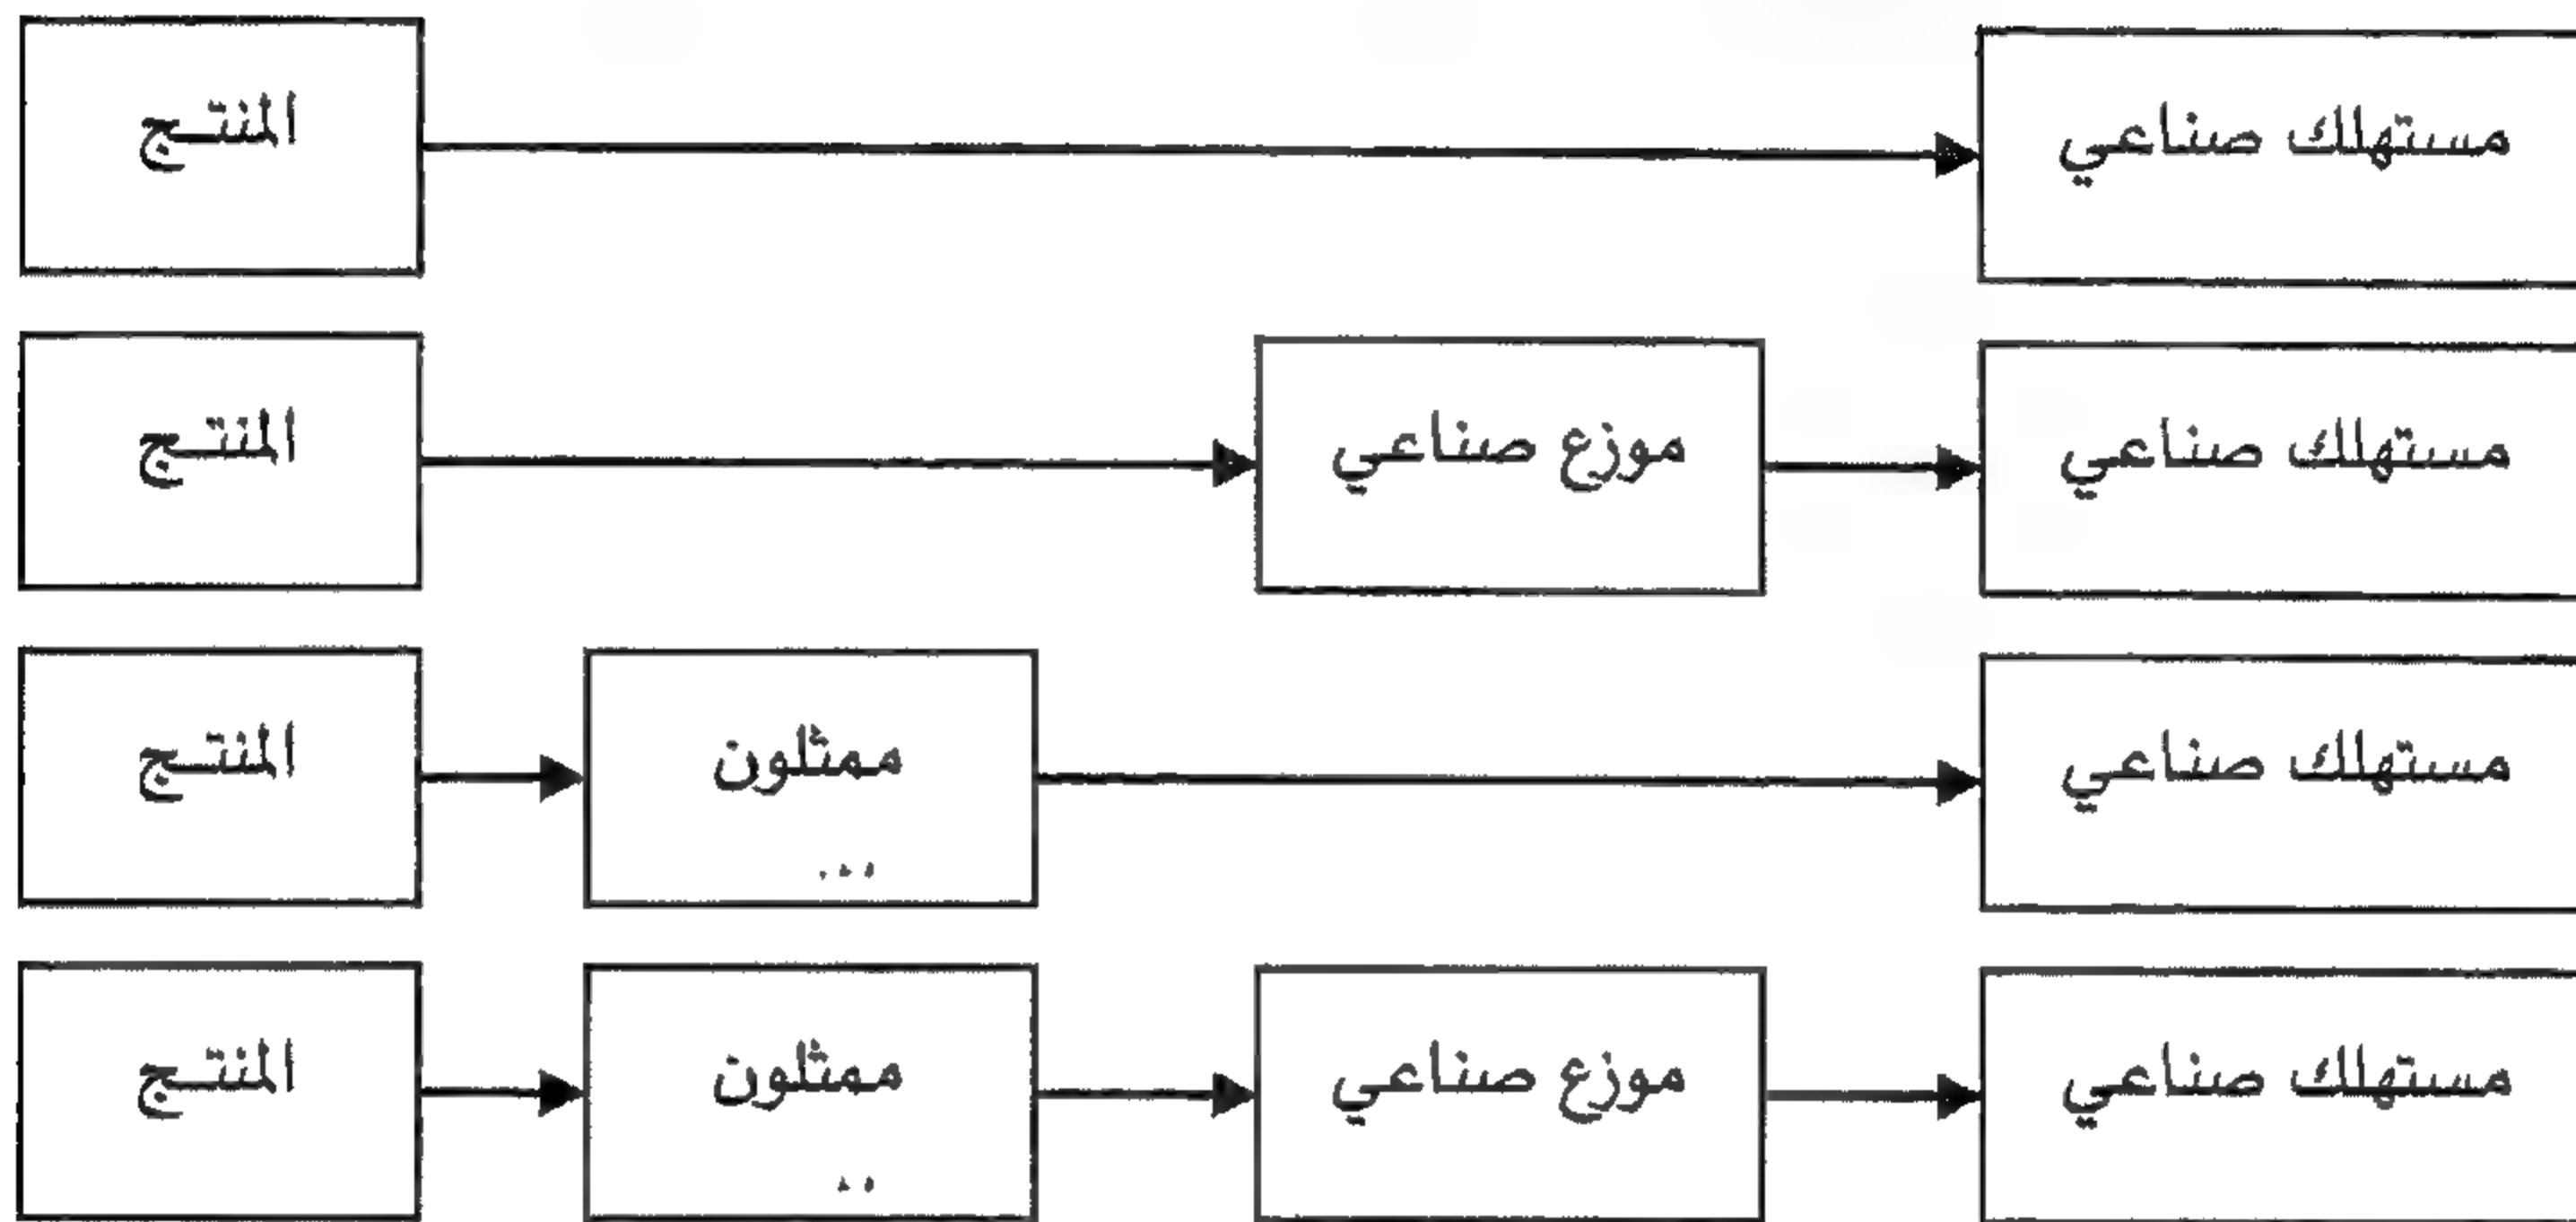 المنتج
مستهلك صناعي
المنتج
موزع صناعي
مستهلك صناعي
المنتج
ممثلون
...
مستهلك صناعي
المنتج
ممثلون
..
موزع صناعي
مستهلك صناعي